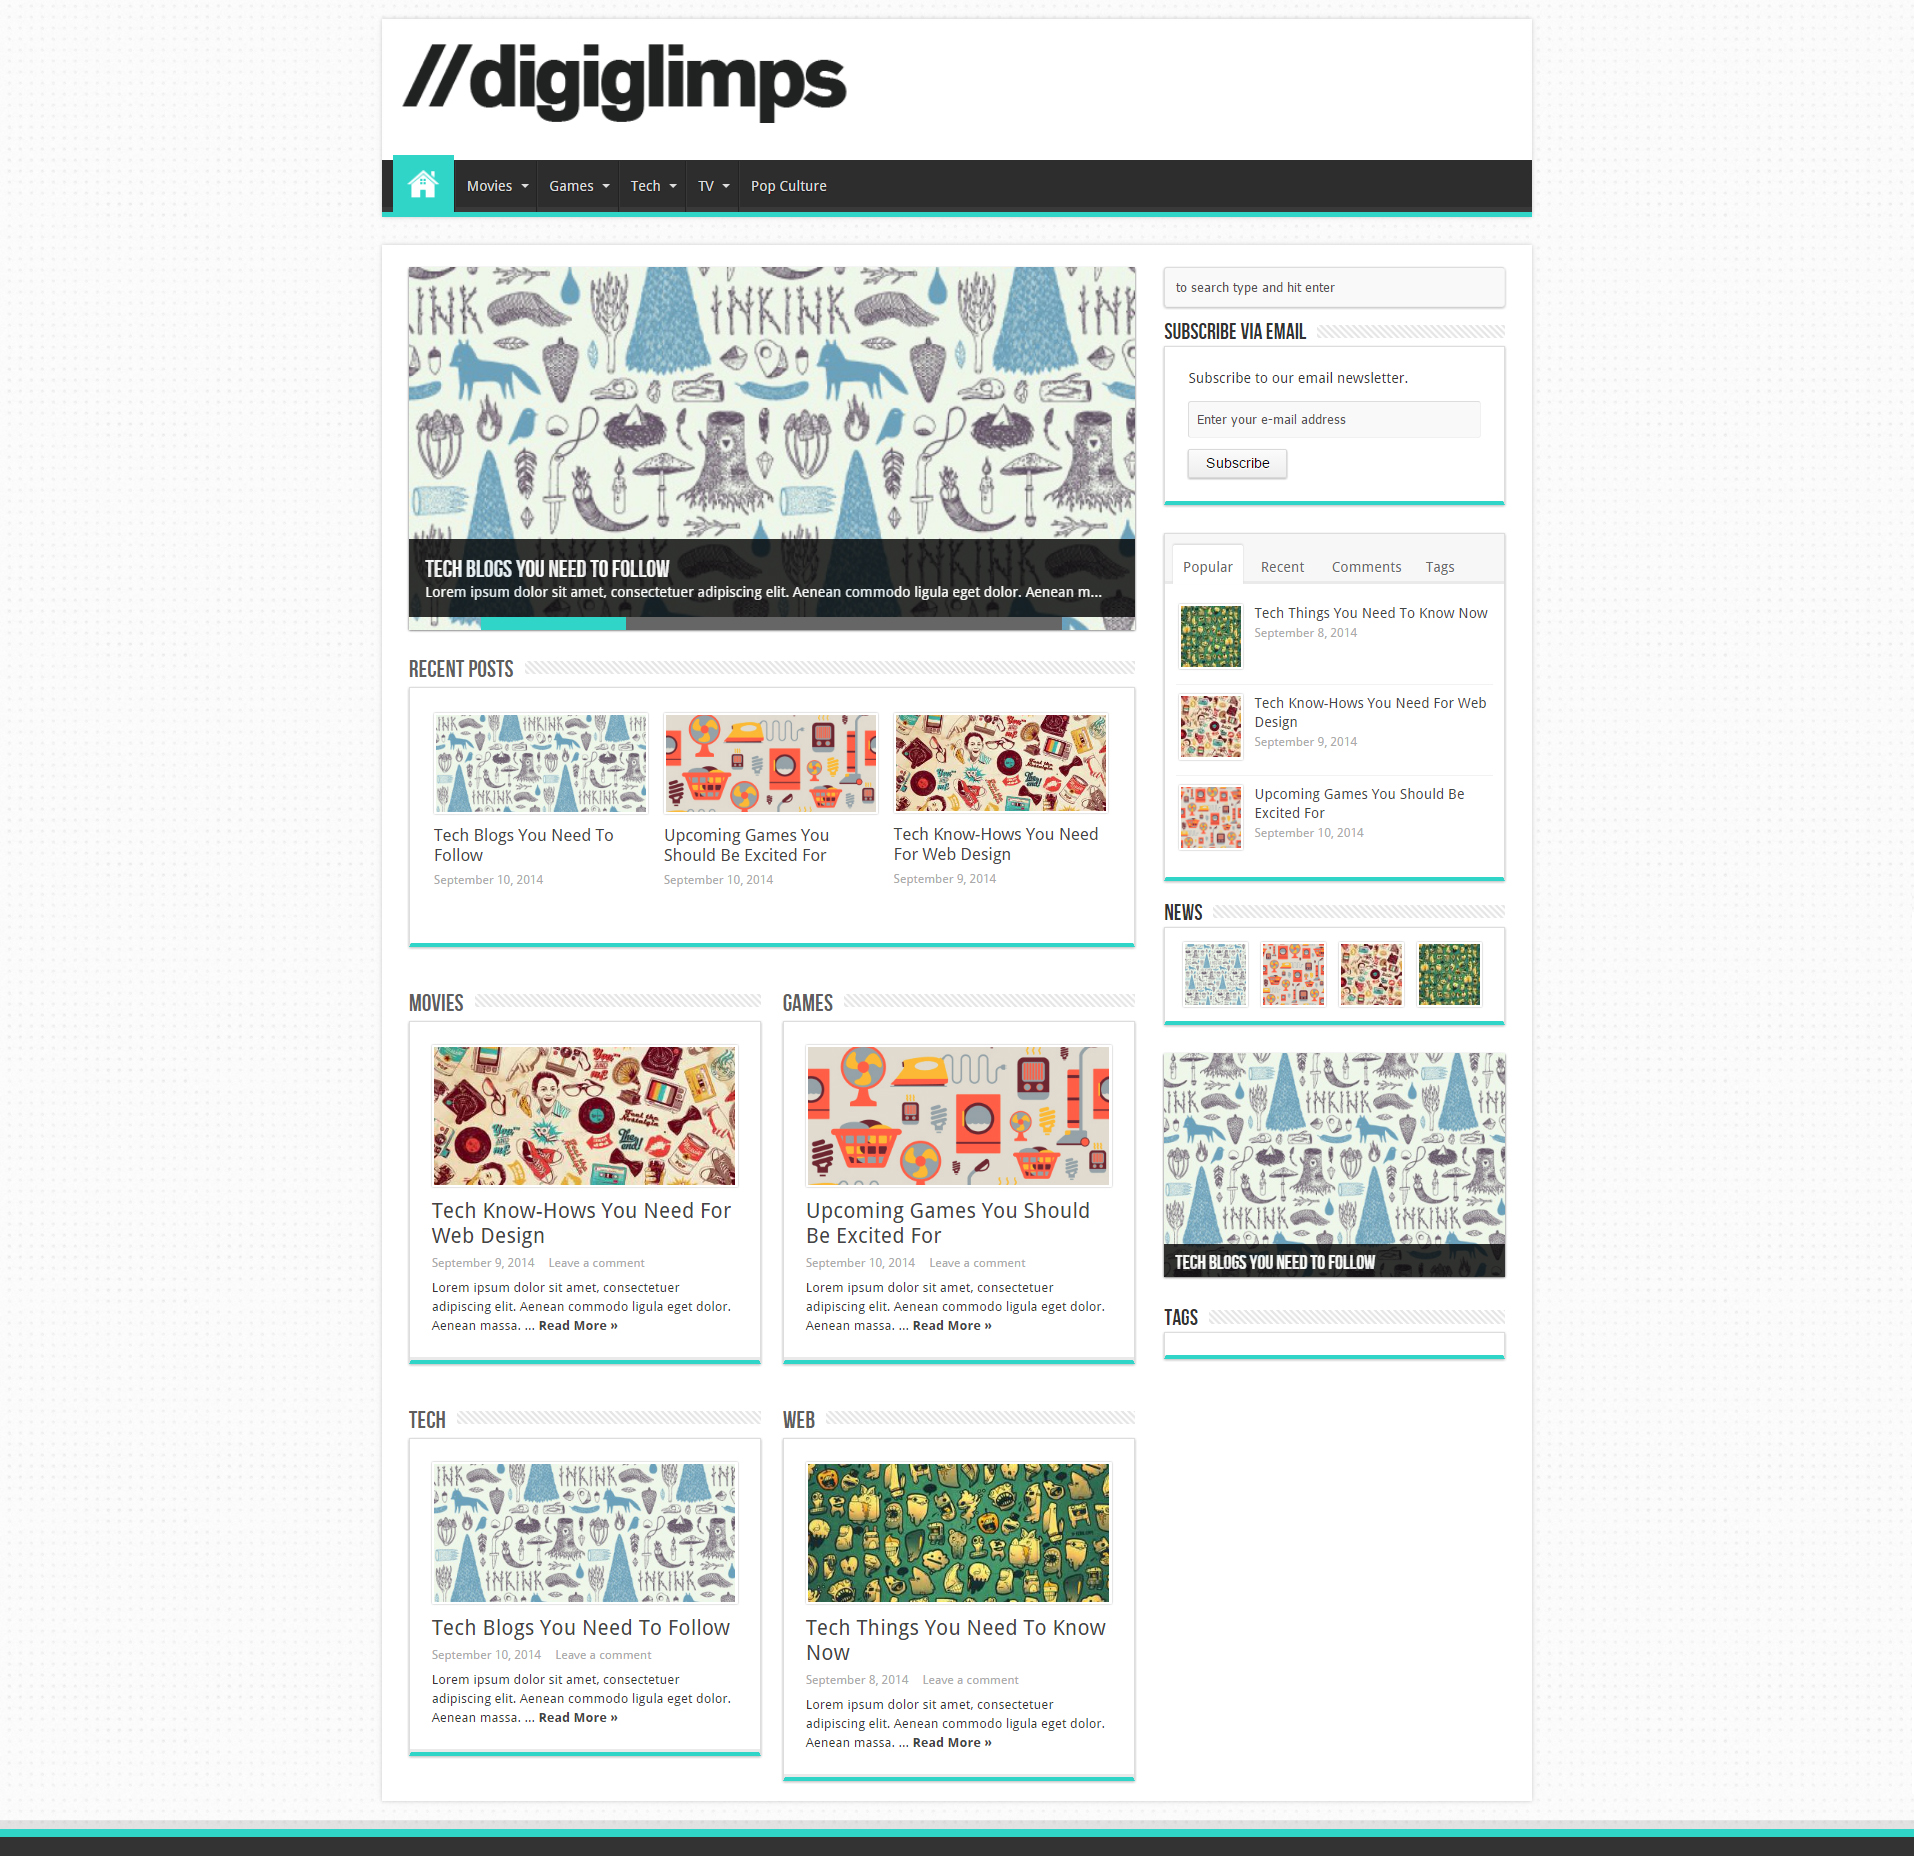 //digiglimps
Movies
Games
Tech
TV
Pop Culture
TECH BLOGS YOU NEED TO FOLLOW
Lorem ipsum dolor sit amet, consectetuer adipiscing elit. Aenean commodo ligula eget dolor. Aenean m...
RECENT POSTS
Tech Blogs You Need To
Follow
September 10, 2014
Upcoming Games You
Should Be Excited For
September 10, 2014
Tech Know-Hows You Need
For Web Design
September 9, 2014
MOVIES
Tech Know-Hows You Need For
Web Design
September 9, 2014 Leave a comment
Lorem ipsum dolor sit amet, consectetuer
adipiscing elit. Aenean commodo ligula eget dolor.
Aenean massa. ... Read More »
GAMES
Upcoming Games You Should
Be Excited For
September 10, 2014 Leave a comment
Lorem ipsum dolor sit amet, consectetuer
adipiscing elit. Aenean commodo ligula eget dolor.
Aenean massa. ... Read More »
TECH
Tech Blogs You Need To Follow
September 10, 2014 Leave a comment
Lorem ipsum dolor sit amet, consectetuer
adipiscing elit. Aenean commodo ligula eget dolor.
Aenean massa. ... Read More »
WEB
Tech Things You Need To Know
Now
September 8, 2014 Leave a comment
Lorem ipsum dolor sit amet, consectetuer
adipiscing elit. Aenean commodo ligula eget dolor.
Aenean massa. ... Read More »
to search type and hit enter
SUBSCRIBE VIA EMAIL
Subscribe to our email newsletter.
Enter your e-mail address
Subscribe
Popular
Recent
Comments
Tags
Tech Things You Need To Know Now
September 8, 2014
Tech Know-Hows You Need For Web
Design
September 9, 2014
Upcoming Games You Should Be
Excited For
September 10, 2014
NEWS
TECH BLOGS YOU NEED TO FOLLOW
TAGS